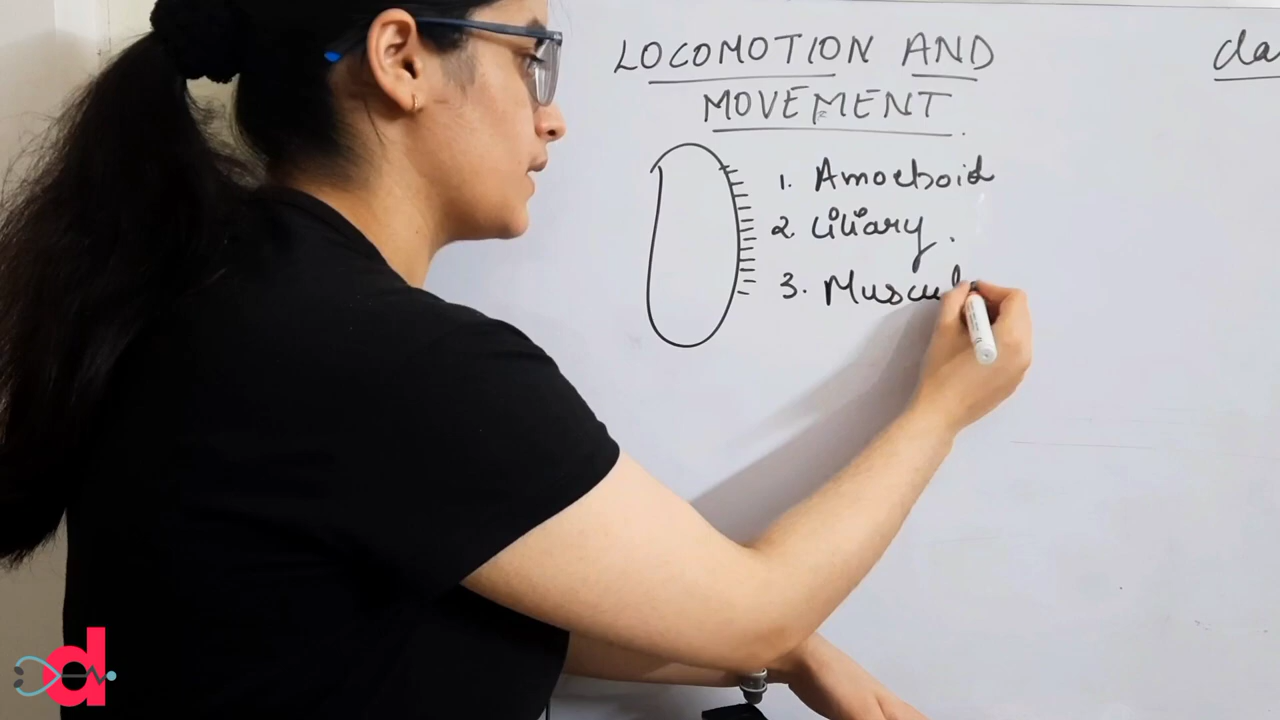 LOCOMOTION AND
MOVEMENT
1. Amoeboid
2. Ciliary.
3. Muscul